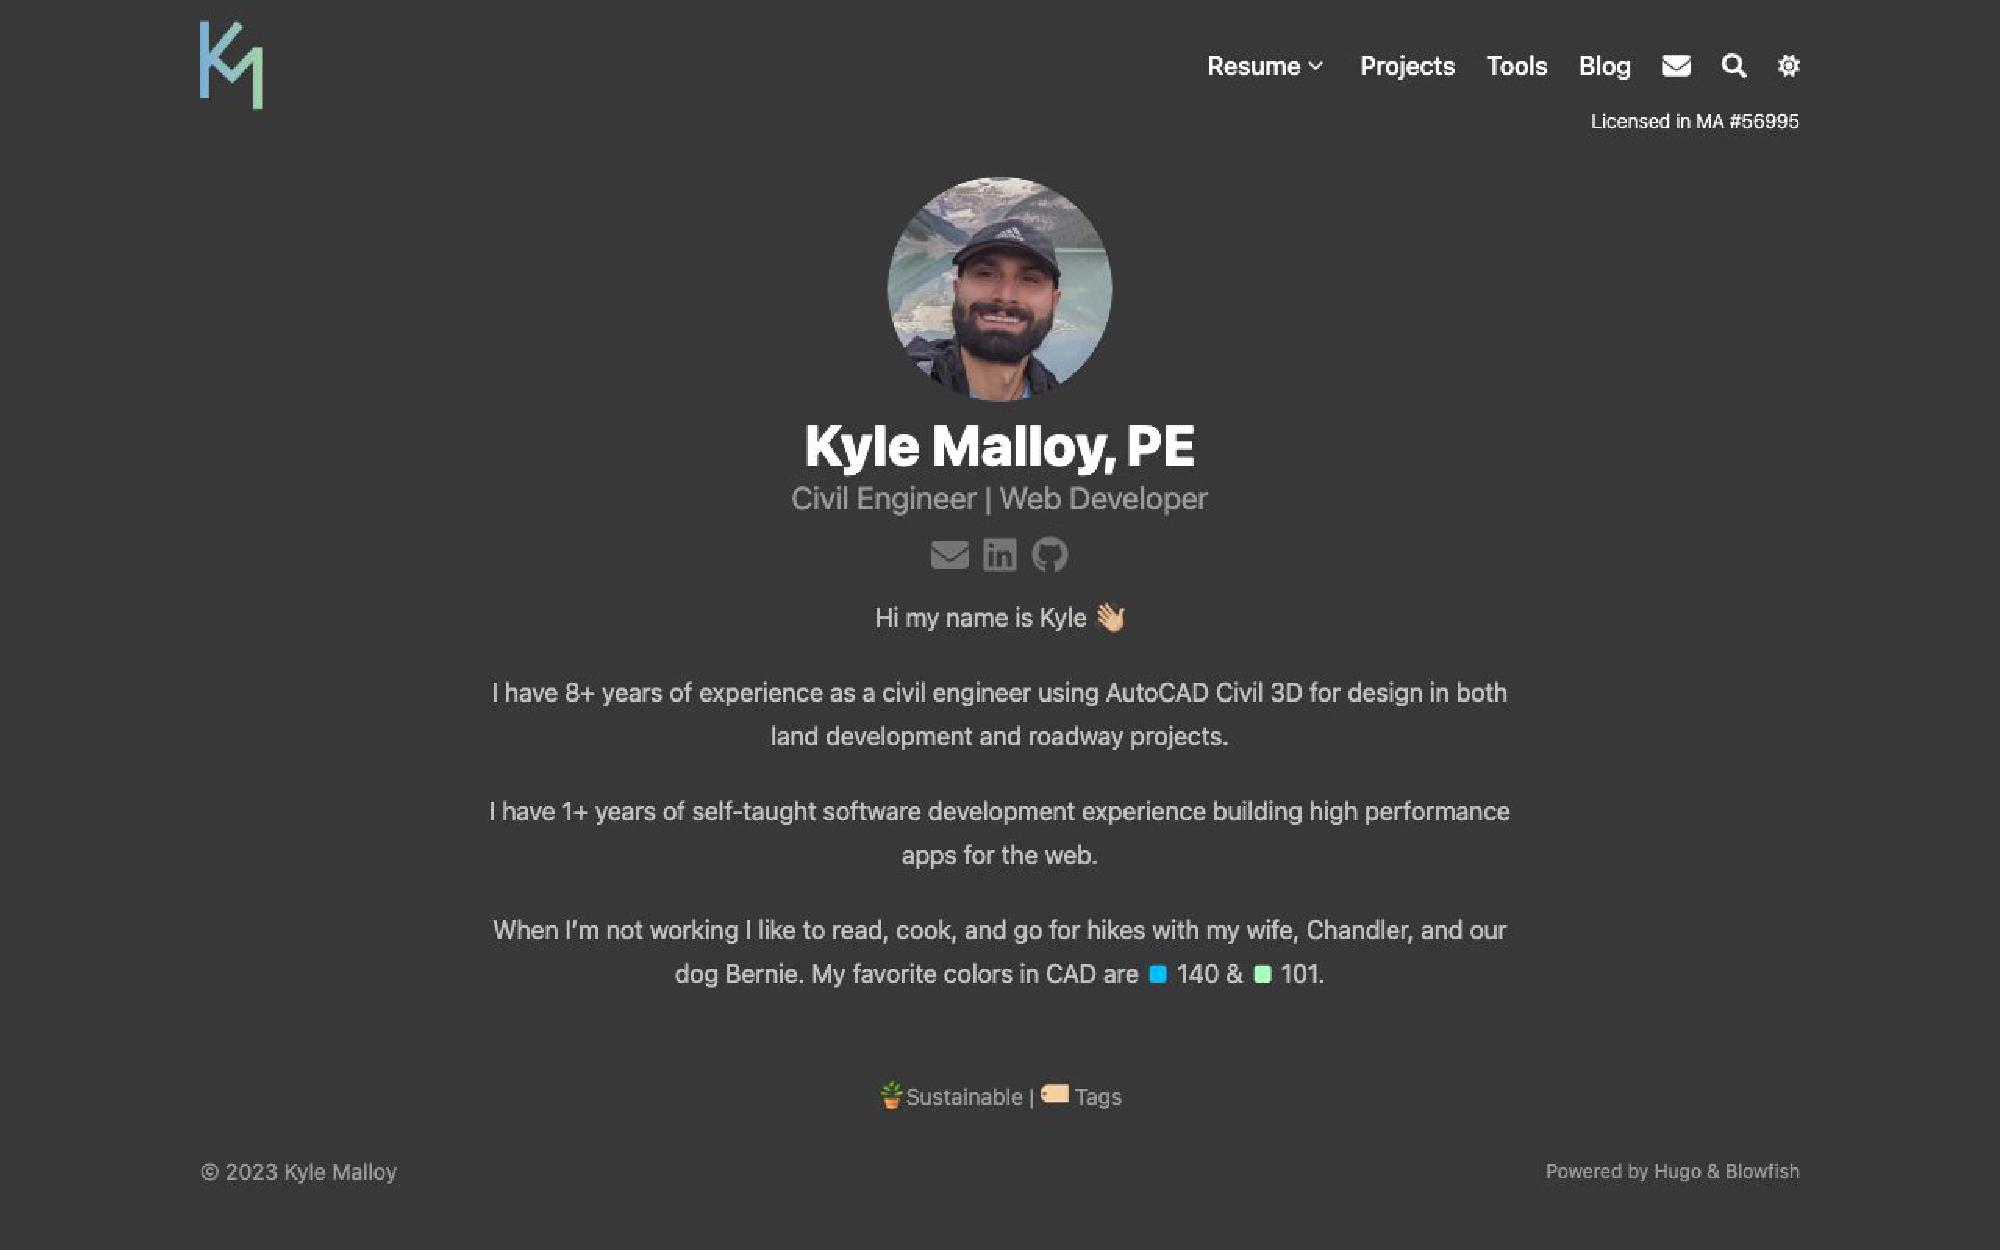 KM
Resume Projects Tools Blog
Licensed in MA #56995
Kyle Malloy, PE
Civil Engineer | Web Developer
in
Hi my name is Kyle 👋🏼
I have 8+ years of experience as a civil engineer using AutoCAD Civil 3D for design in both
land development and roadway projects.
I have 1+ years of self-taught software development experience building high performance
apps for the web.
When I’m not working I like to read, cook, and go for hikes with my wife, Chandler, and our
dog Bernie. My favorite colors in CAD are 140 & 101.
🪴Sustainable | 🏷️ Tags
© 2023 Kyle Malloy
Powered by Hugo & Blowfish